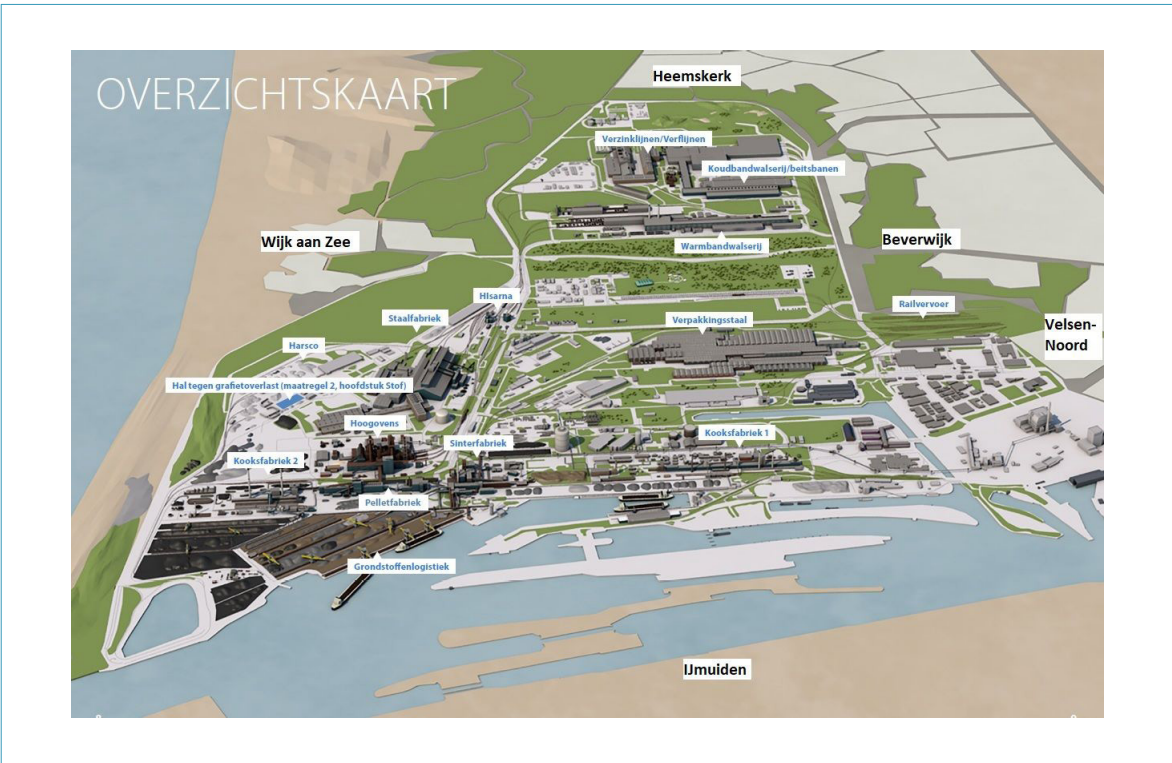 OVERZICHTSKAART
Heemskerk
Verzinklijnen/Verflijnen
Koudbandwalserij/beitsbanen
Wijk aan Zee
Warmbandwalserij
Beverwijk
HIsarna
Staalfabriek
Verpakkingsstaal
Railvervoer
Velsen-
Noord
Harsco
Hal tegen grafietoverlast (maatregel 2, hoofdstuk Stof)
Hoogovens
Sinterfabriek
Kooksfabriek 1
Kooksfabriek 2
Pelletfabriek
Grondstoffenlogistiek
IJmuiden